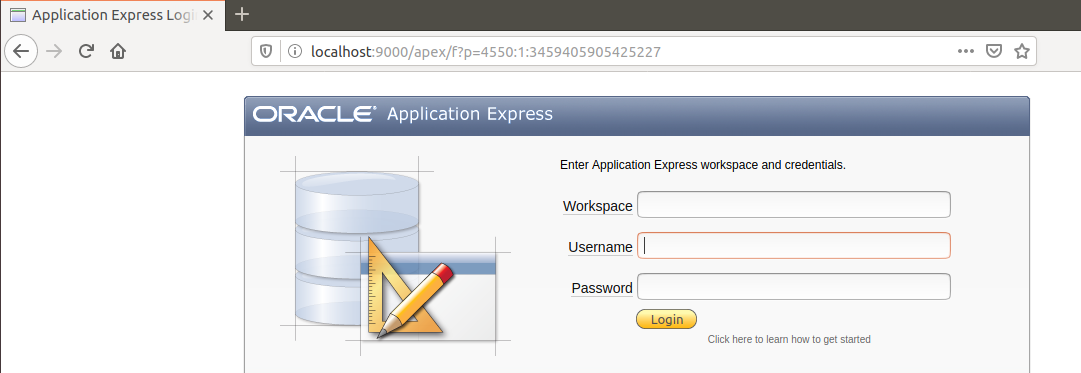 Application Express Logi
localhost:9000/apex/f?p=4550:1:3459405905425227
ORACLE® Application Express
Enter Application Express workspace and credentials.
Workspace
Username
Password
Login
Click here to learn how to get started